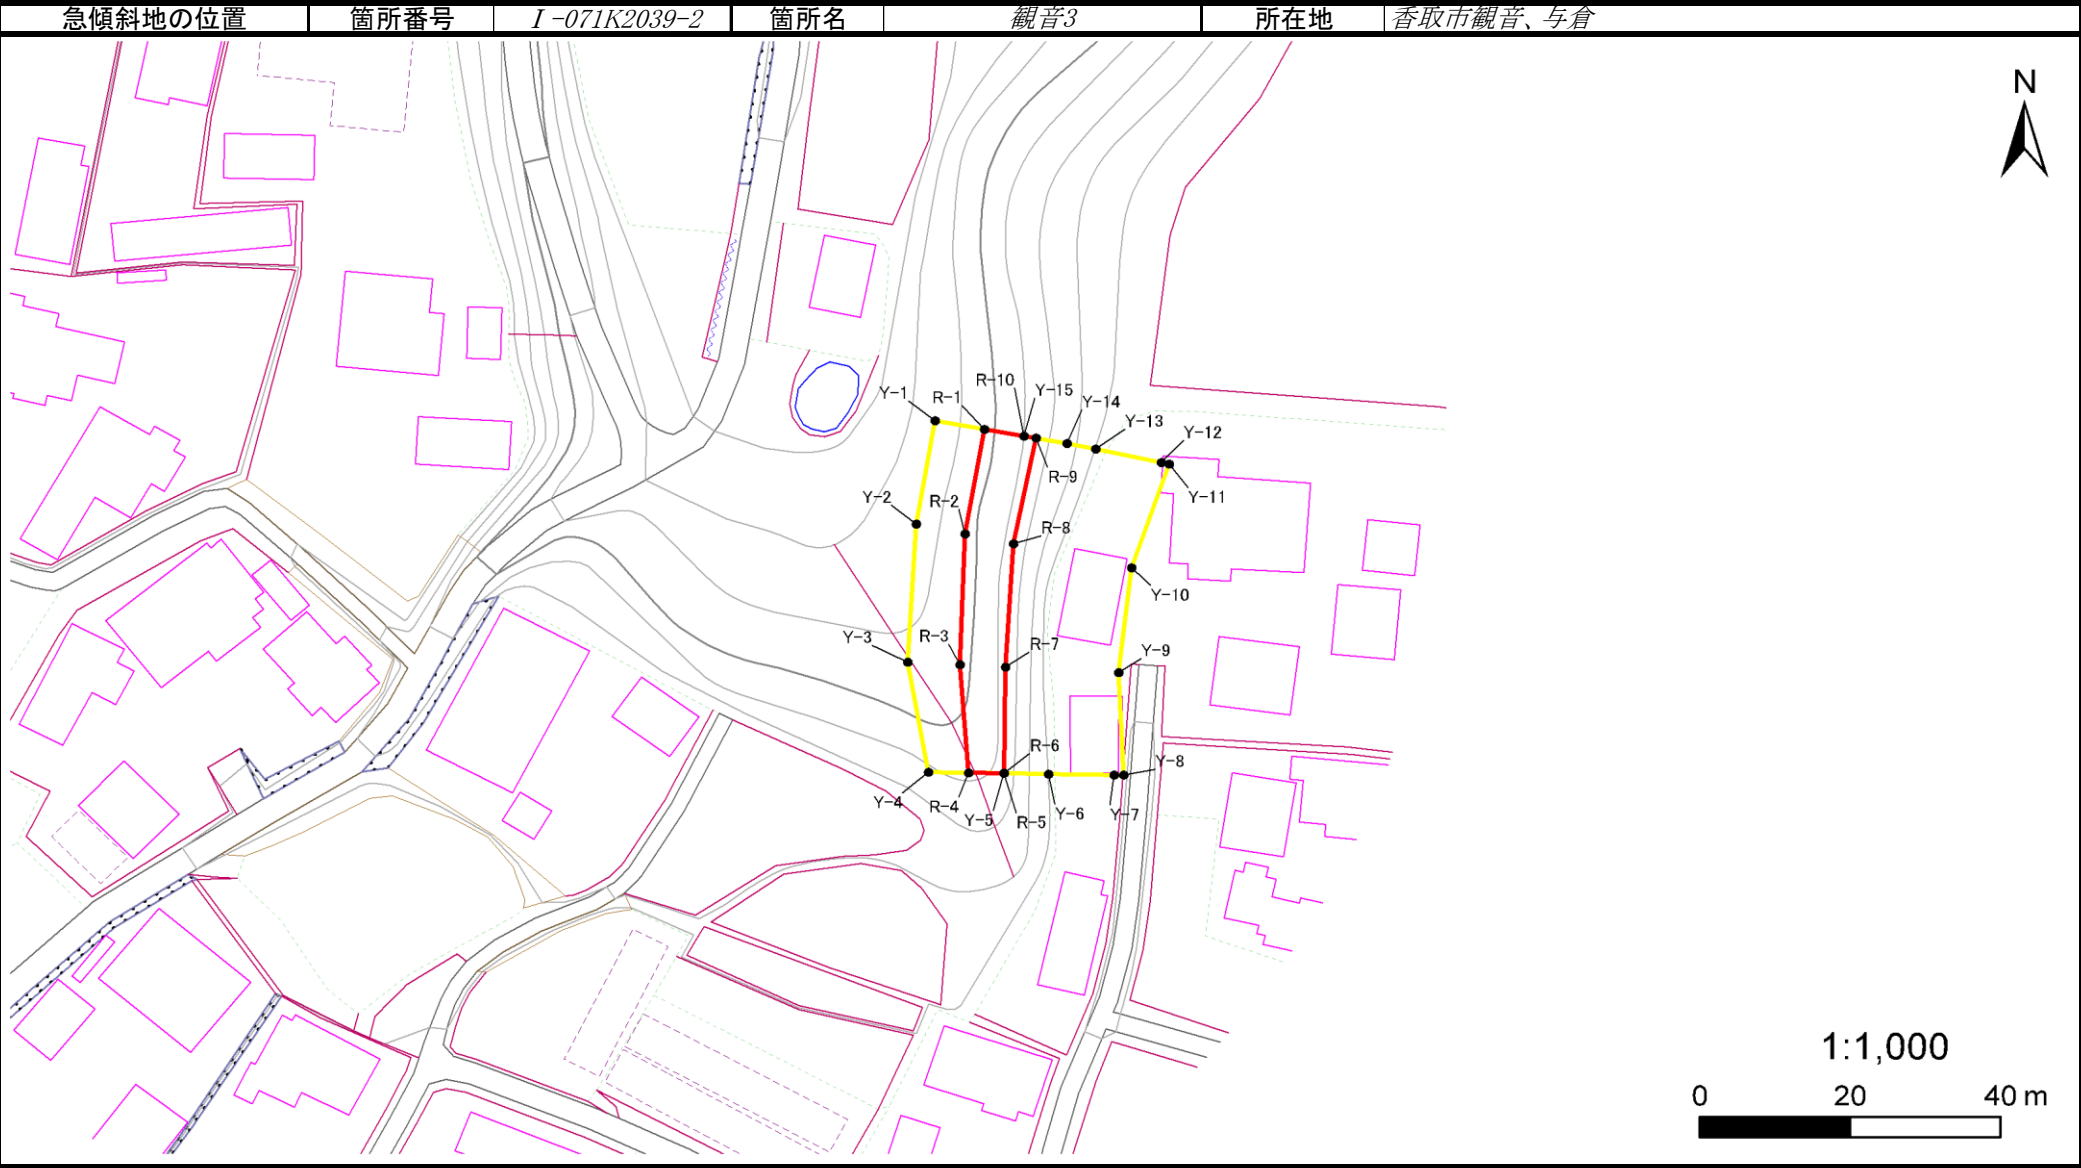 急傾斜地の位置 箇所番号 Ⅰ-071K2039-2 箇所名 観音3 所在地 香取市観音、与倉
N
R-10
Y-15
Y-1
R-1
Y-14
Y-13
Y-12
R-9
Y-11
Y-2
R-2
R-8
Y-10
Y-3
R-3
R-7
Y-9
R-6
Y-8
Y-4
R-4
Y-5
R-5
Y-6
Y-7
1:1,000
0 20 40 m